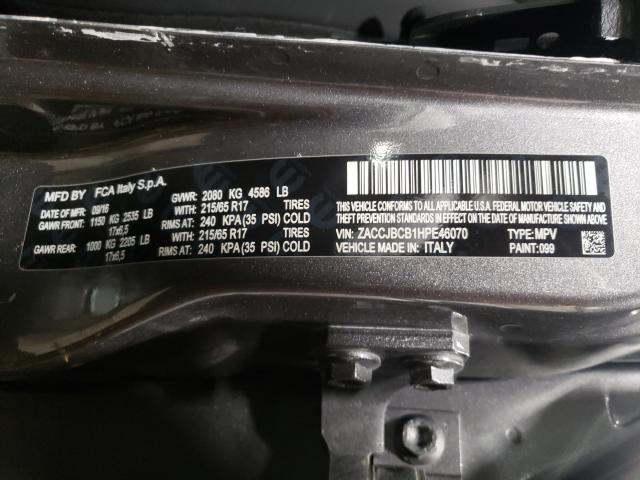 MFD BY FCA Italy S.p.A.
DATE OF MFR: 09/16 GVWR: 2080 KG 4586 LB
GAWR FRONT: 1150 KG 2535 LB WITH: 215/65 R17 TIRES
17x6,5 RIMS AT: 240 KPA (35 PSI) COLD
GAWR REAR: 1000 KG 2205 LB WITH: 215/65 R17 TIRES
17x6,5 RIMS AT: 240 KPA (35 PSI) COLD
THIS VEHICLE CONFORMS TO ALL APPLICABLE U.S.A. FEDERAL MOTOR VEHICLE
SAFETY, BUMPER, AND THEFT PREVENTION STANDARDS IN EFFECT ON THE
DATE OF MANUFACTURE SHOWN ABOVE.
VIN: ZACCJBCB1HPE46070 TYPE: MPV
VEHICLE MADE IN: ITALY PAINT: 099